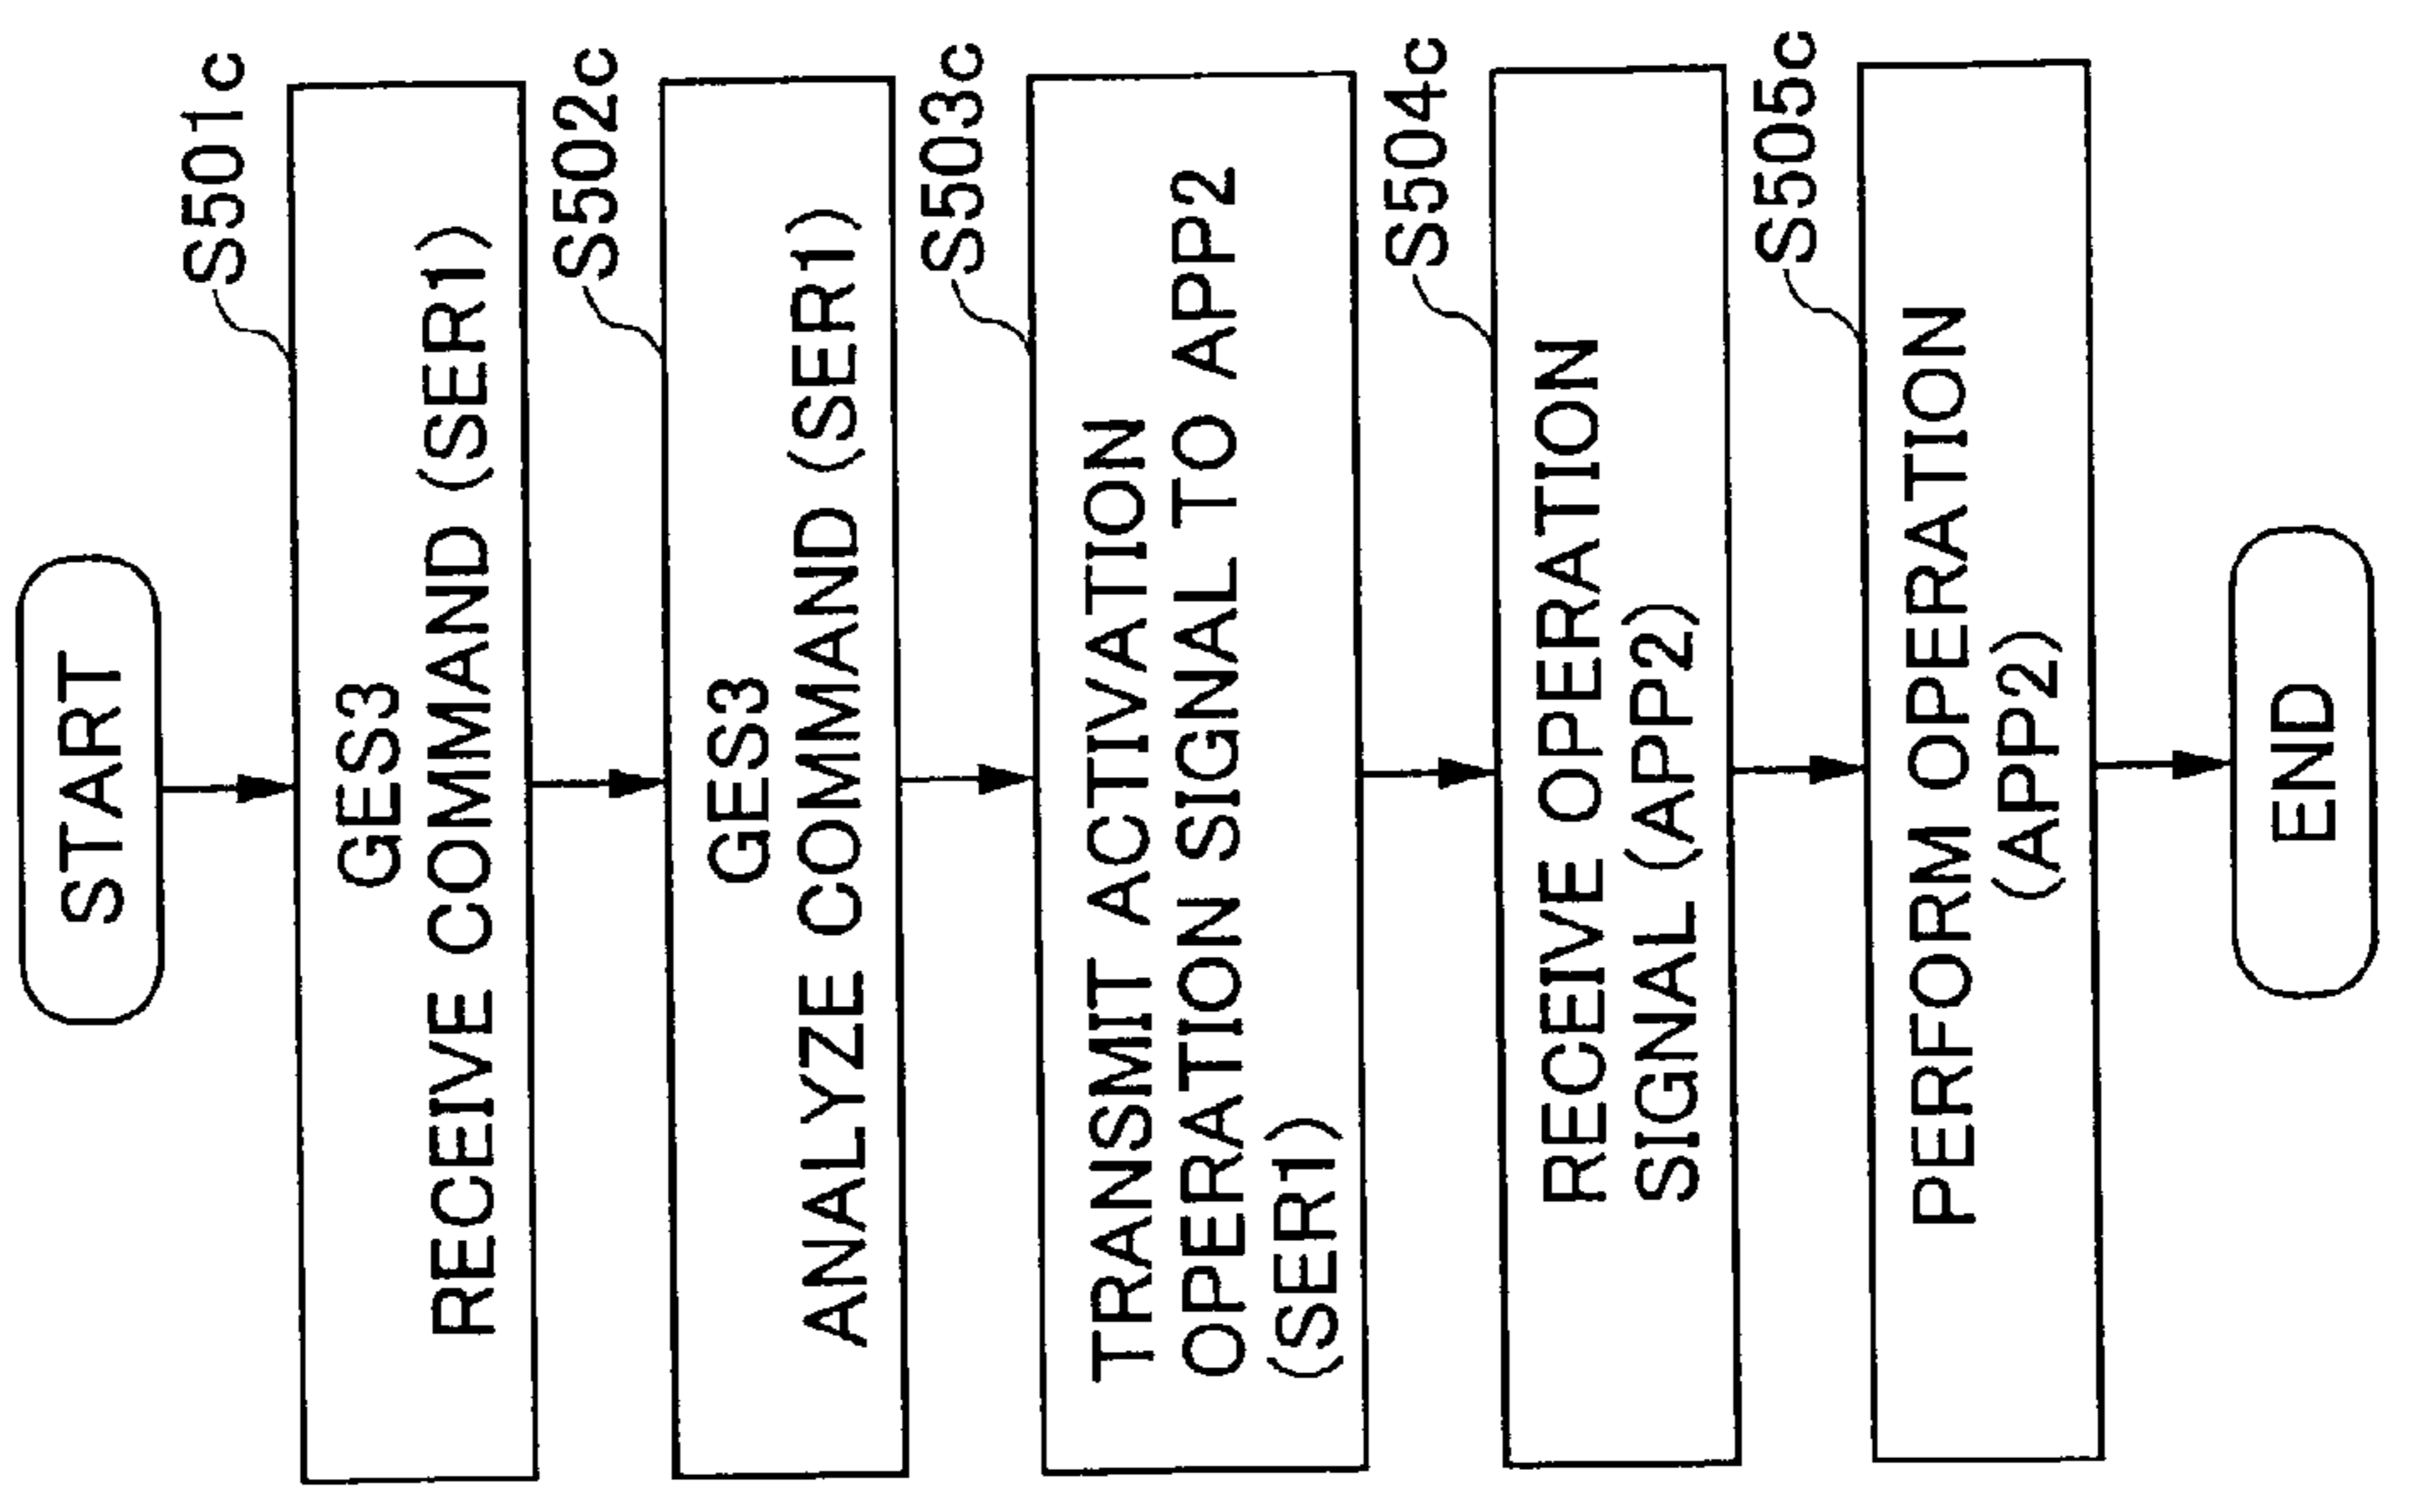 START
S501c
GES3
RECEIVE COMMAND (SER1)
S502c
GES3
ANALYZE COMMAND (SER1)
S503c
TRANSMIT ACTIVATION
OPERATION SIGNAL TO APP2
(SER1)
S504c
RECEIVE OPERATION
SIGNAL (APP2)
S505c
PERFORM OPERATION
(APP2)
END